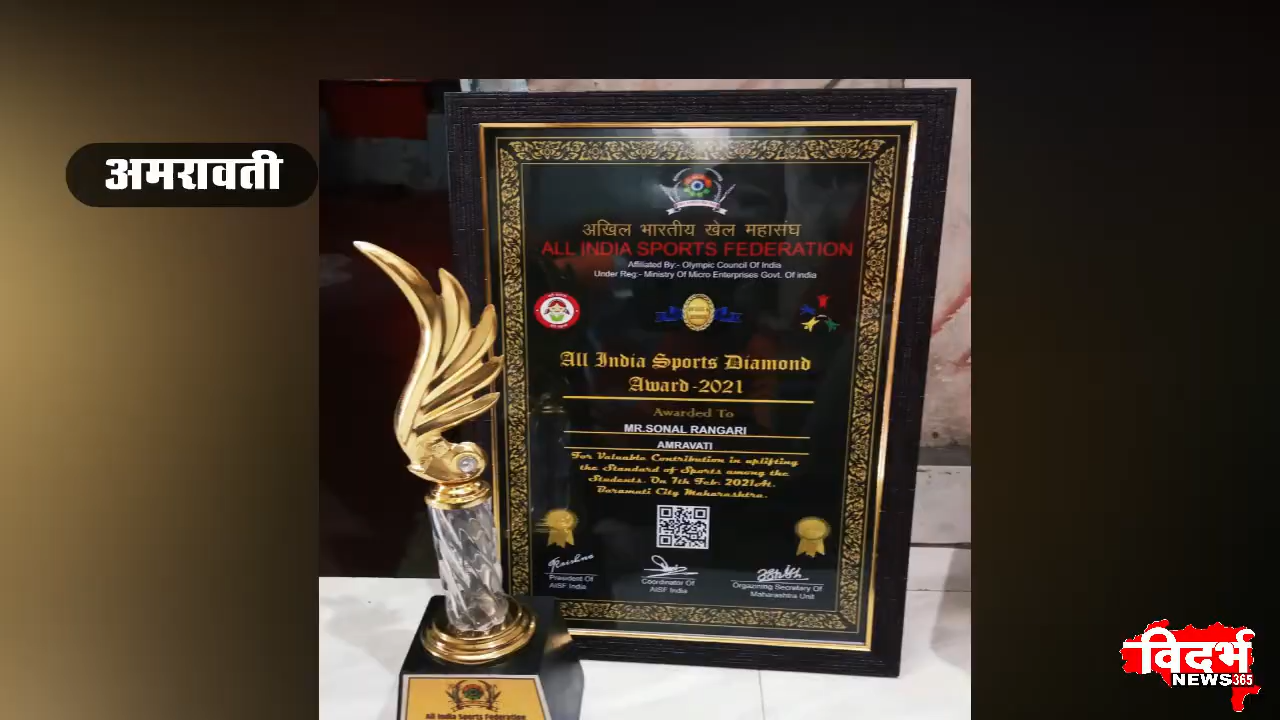 अमरावती
अखिल भारतीय खेल महासंघ
ALL INDIA SPORTS FEDERATION
Affiliated By:- Olympic Council Of India
Under Reg:- Ministry Of Micro Enterprises Govt. Of india
All India Sports Diamond
Award -2021
Awarded To
MR.SONAL RANGARI
AMRAVATI
For Valuable Contribution in uplifting
the Standard of Sports among the
Students. On 7th Feb. 2021At.
Baramati City Maharashtra.
President Of
AISF India
Coordinator Of
AISF India
Orgazning Secretary Of
Maharashtra Unit
All India Sports Federation
विदर्भ
NEWS 365